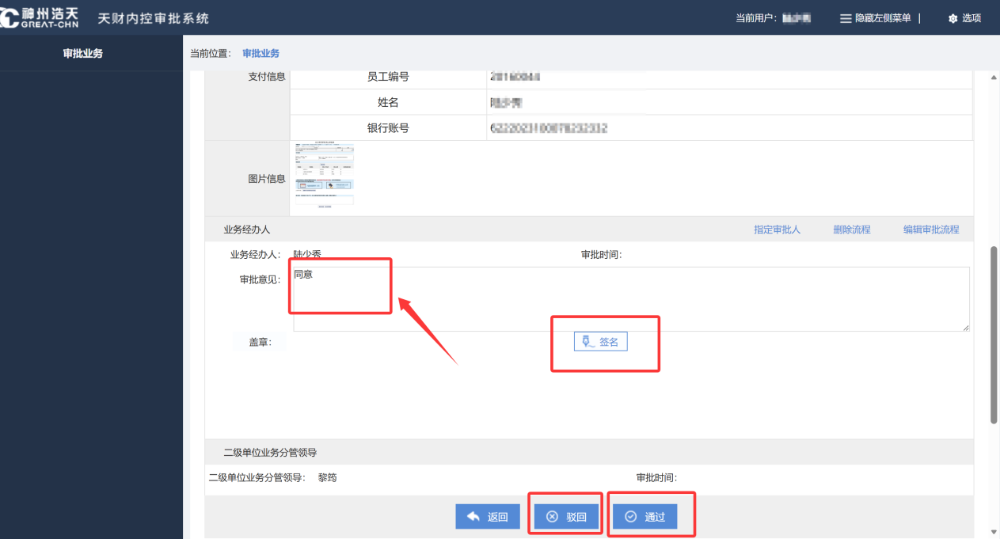 神州浩天
GREAT-CHN
天财内控审批系统
当前用户：
隐藏左侧菜单 |
选项
审批业务
当前位置： 审批业务
支付信息
员工编号
姓名
银行账号
图片信息
业务经办人
指定审批人 删除流程 编辑审批流程
业务经办人： 陆少秀 审批时间：
审批意见： 同意
盖章： 签名
二级单位业务分管领导
二级单位业务分管领导： 黎筠 审批时间：
返回 驳回 通过